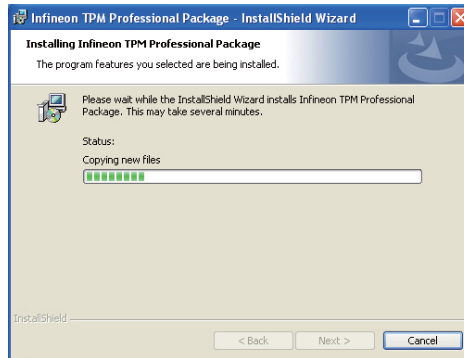 Infineon TPM Professional Package - InstallShield Wizard
Installing Infineon TPM Professional Package
The program features you selected are being installed.
Please wait while the InstallShield Wizard installs Infineon TPM Professional
Package. This may take several minutes.
Status:
Copying new files
InstallShield
< Back
Next >
Cancel